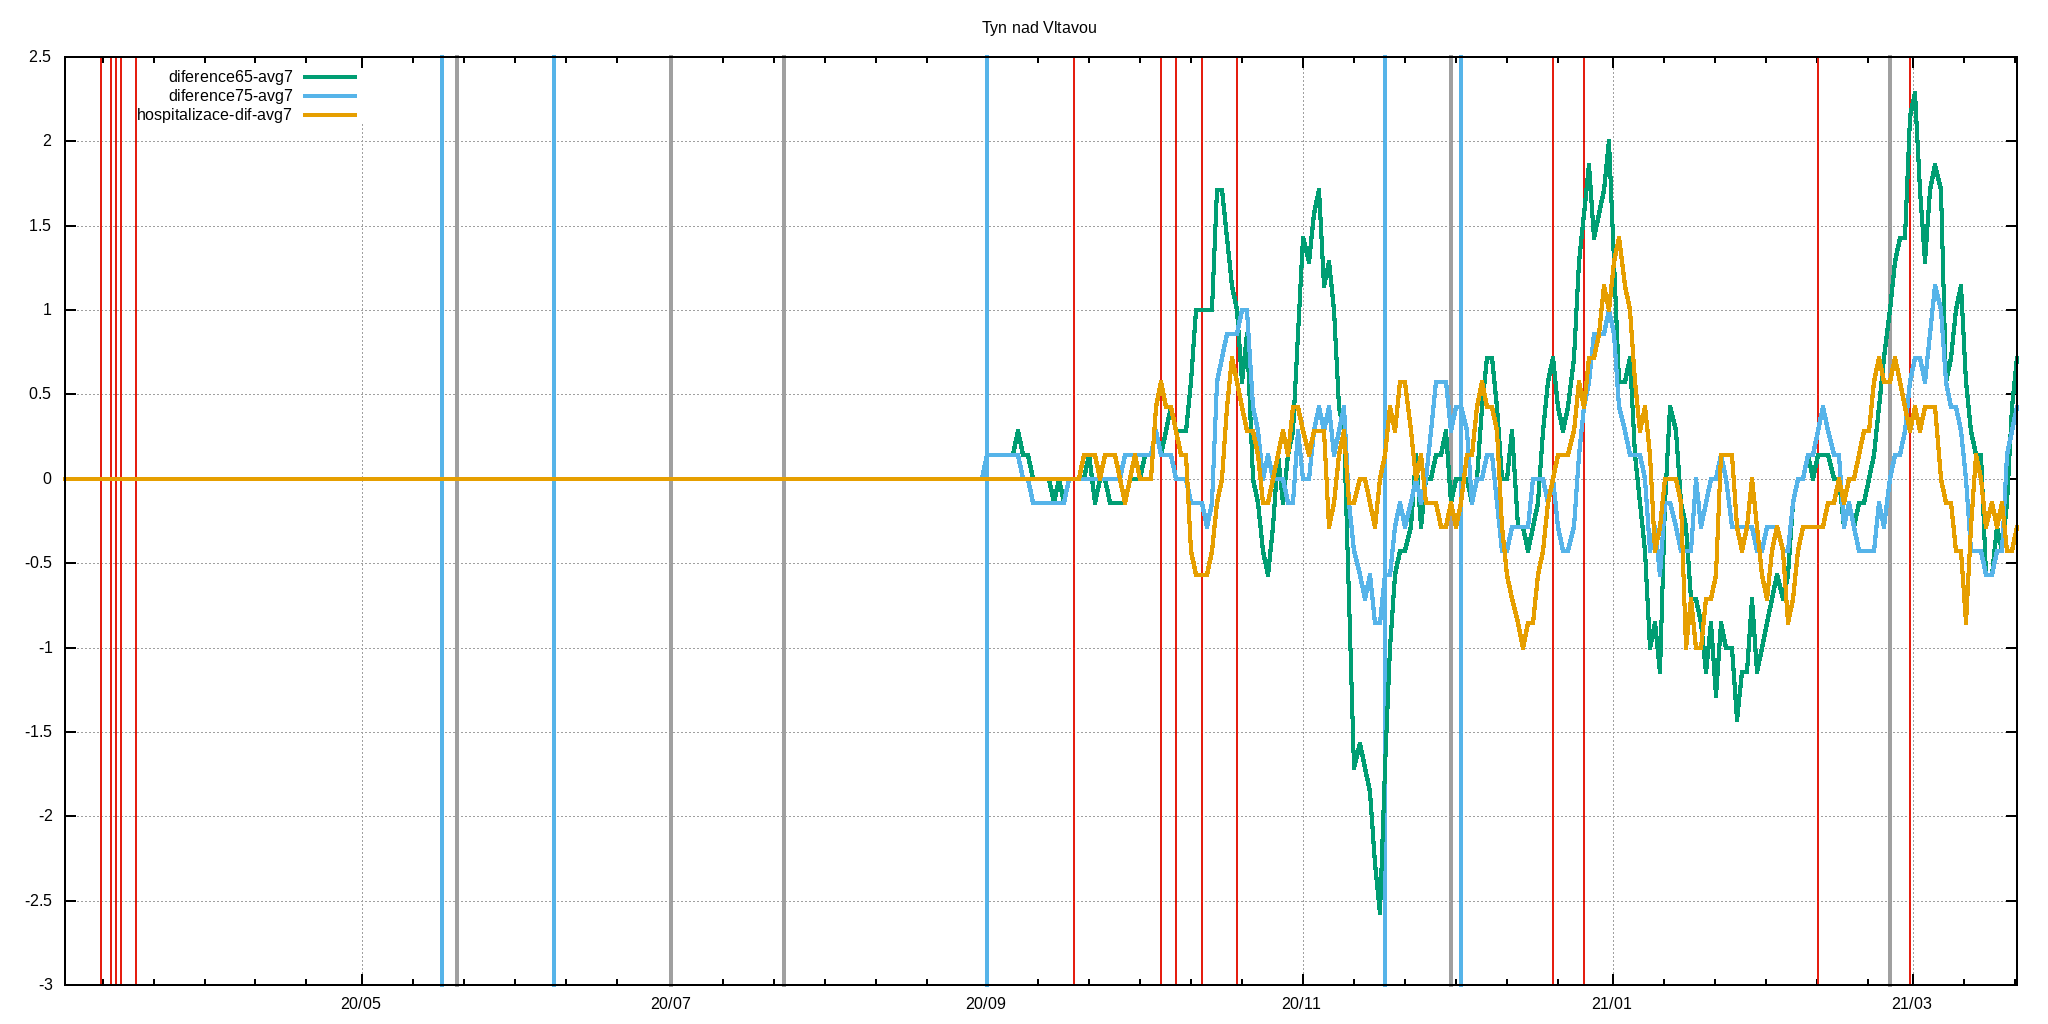 Tyn nad Vltavou
diference65-avg7
diference75-avg7
hospitalizace-dif-avg7
2.5
2
1.5
1
0.5
0
-0.5
-1
-1.5
-2
-2.5
-3
20/05 20/07 20/09 20/11 21/01 21/03